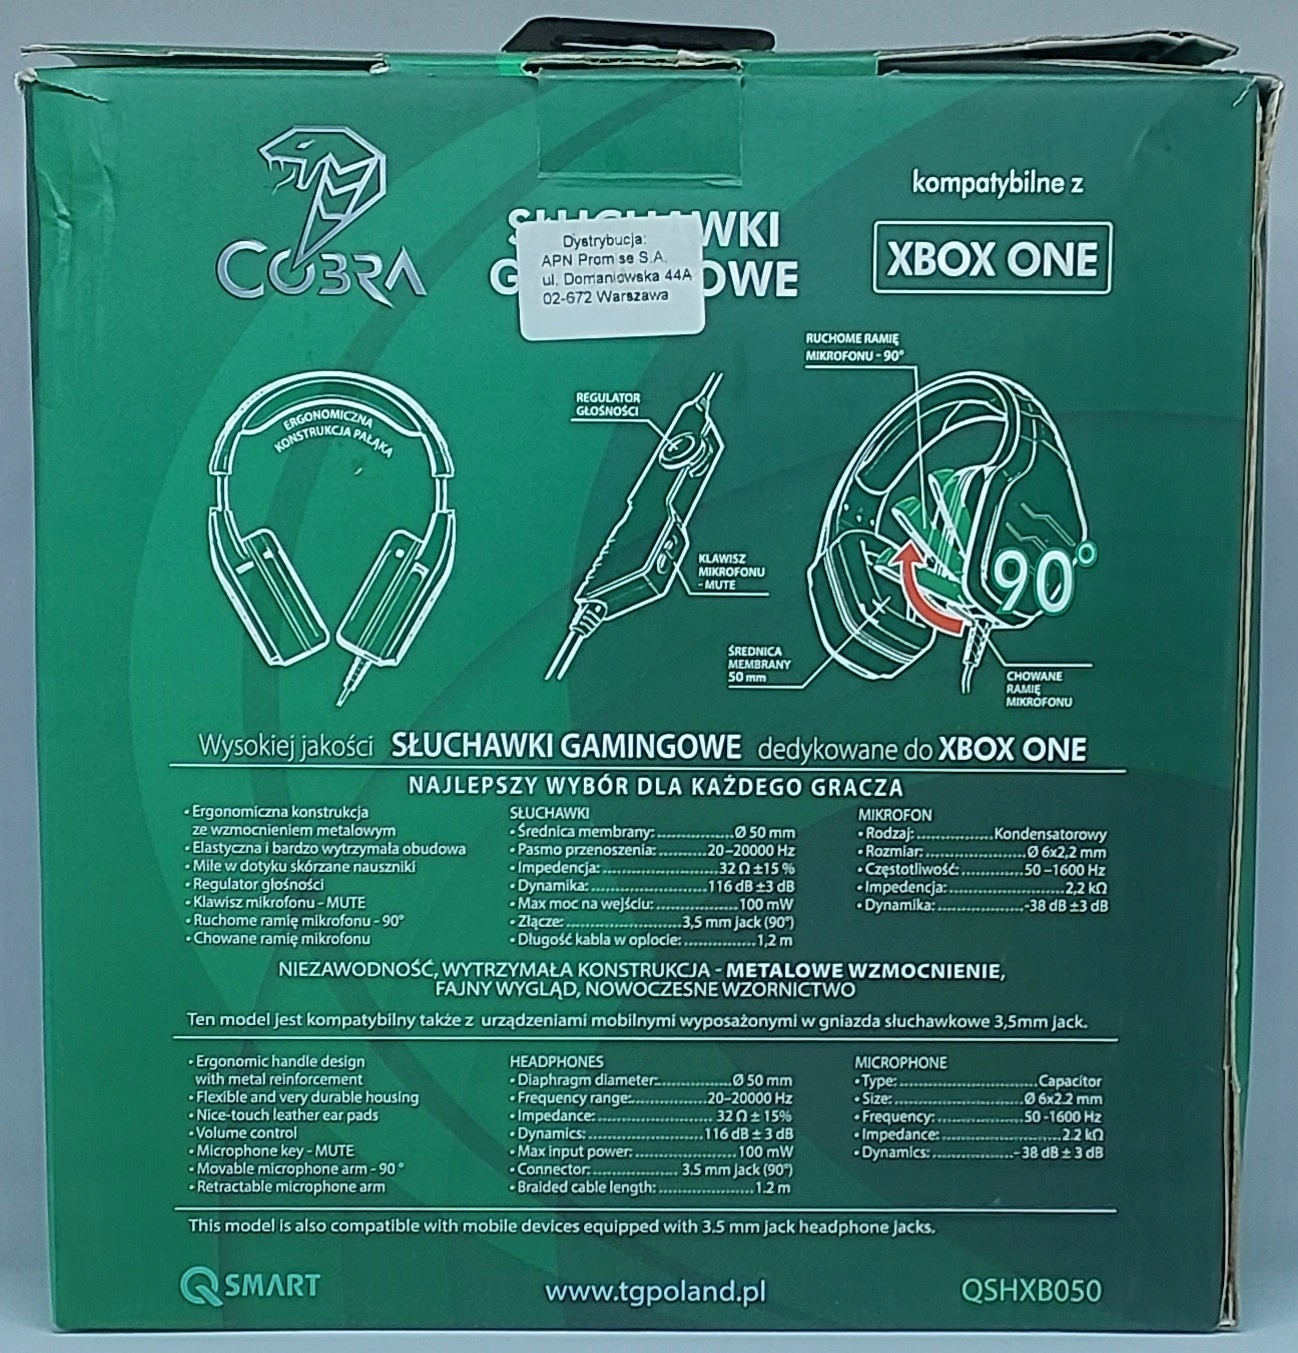 COBRA
kompatybilne z
XBOX ONE
WKI
OWE
Dystrybucja:
APN Promise S.A.
ul. Domaniowska 44A
02-672 Warszawa
RUCHOME RAMIĘ
MIKROFONU - 90°
ERGONOMICZNA
KONSTRUKCJA PAŁĄKA
REGULATOR
GŁOŚNOŚCI
KLAWISZ
MIKROFONU
- MUTE
90°
ŚREDNICA
MEMBRANY
50 mm
CHOWANE
RAMIĘ
MIKROFONU
Wysokiej jakości SŁUCHAWKI GAMINGOWE dedykowane do XBOX ONE
NAJLEPSZY WYBÓR DLA KAŻDEGO GRACZA
• Ergonomiczna konstrukcja
ze wzmocnieniem metalowym
• Elastyczna i bardzo wytrzymała obudowa
• Miłe w dotyku skórzane nauszniki
• Regulator głośności
• Klawisz mikrofonu - MUTE
• Ruchome ramię mikrofonu - 90°
• Chowane ramię mikrofonu
SŁUCHAWKI
• Średnica membrany: Ø 50 mm
• Pasmo przenoszenia: 20–20000 Hz
• Impedencja: 32 Ω ±15 %
• Dynamika: 116 dB ±3 dB
• Max moc na wejściu: 100 mW
• Złącze: 3,5 mm jack (90°)
• Długość kabla w oplocie: 1,2 m
MIKROFON
• Rodzaj: Kondensatorowy
• Rozmiar: Ø 6x2,2 mm
• Częstotliwość: 50 –1600 Hz
• Impedencja: 2,2 kΩ
• Dynamika: -38 dB ±3 dB
NIEZAWODNOŚĆ, WYTRZYMAŁA KONSTRUKCJA - METALOWE WZMOCNIENIE,
FAJNY WYGLĄD, NOWOCZESNE WZORNICTWO
Ten model jest kompatybilny także z urządzeniami mobilnymi wyposażonymi w gniazda słuchawkowe 3,5mm jack.
• Ergonomic handle design
with metal reinforcement
• Flexible and very durable housing
• Nice-touch leather ear pads
• Volume control
• Microphone key - MUTE
• Movable microphone arm - 90 °
• Retractable microphone arm
HEADPHONES
• Diaphragm diameter: Ø 50 mm
• Frequency range: 20–20000 Hz
• Impedance: 32 Ω ± 15%
• Dynamics: 116 dB ± 3 dB
• Max input power: 100 mW
• Connector: 3.5 mm jack (90°)
• Braided cable length: 1.2 m
MICROPHONE
• Type: Capacitor
• Size: Ø 6x2.2 mm
• Frequency: 50 -1600 Hz
• Impedance: 2.2 kΩ
• Dynamics: - 38 dB ± 3 dB
This model is also compatible with mobile devices equipped with 3.5 mm jack headphone jacks.
Q SMART
www.tgpoland.pl
QSHXB050